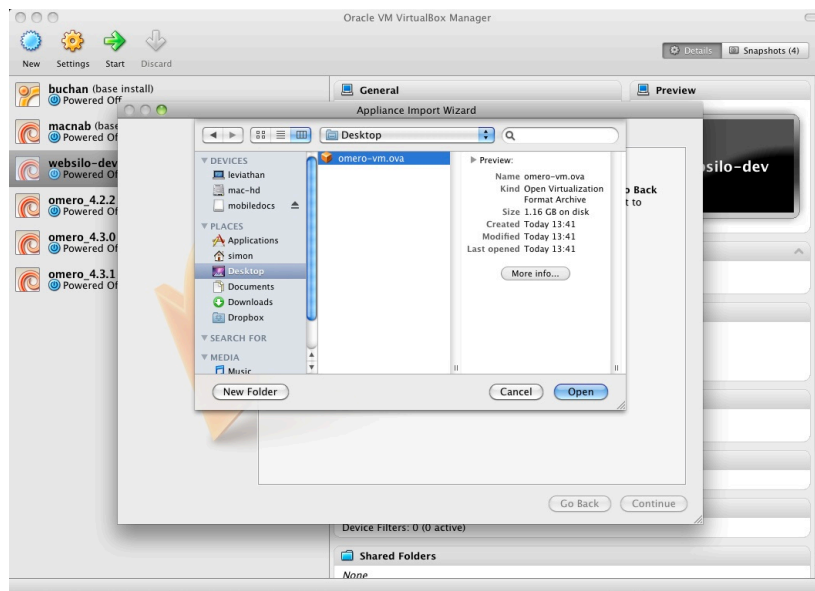 Oracle VM VirtualBox Manager
New
Settings
Start
Discard
Details
Snapshots (4)
buchan (base install)
Powered Off
macnab (base
Powered Of
websilo-dev
Powered Of
omero_4.2.2
Powered Of
omero_4.3.0
Powered Of
omero_4.3.1
Powered Of
General
Preview
silo-dev
Appliance Import Wizard
Desktop
DEVICES
leviathan
mac-hd
mobiledocs
PLACES
Applications
simon
Desktop
Documents
Downloads
Dropbox
SEARCH FOR
MEDIA
Music
omero-vm.ova
Preview:
Name omero-vm.ova
Kind Open Virtualization
Format Archive
Size 1.16 GB on disk
Created Today 13:41
Modified Today 13:41
Last opened Today 13:41
More info...
Back
t to
New Folder
Cancel
Open
Go Back
Continue
Device Filters: 0 (0 active)
Shared Folders
None